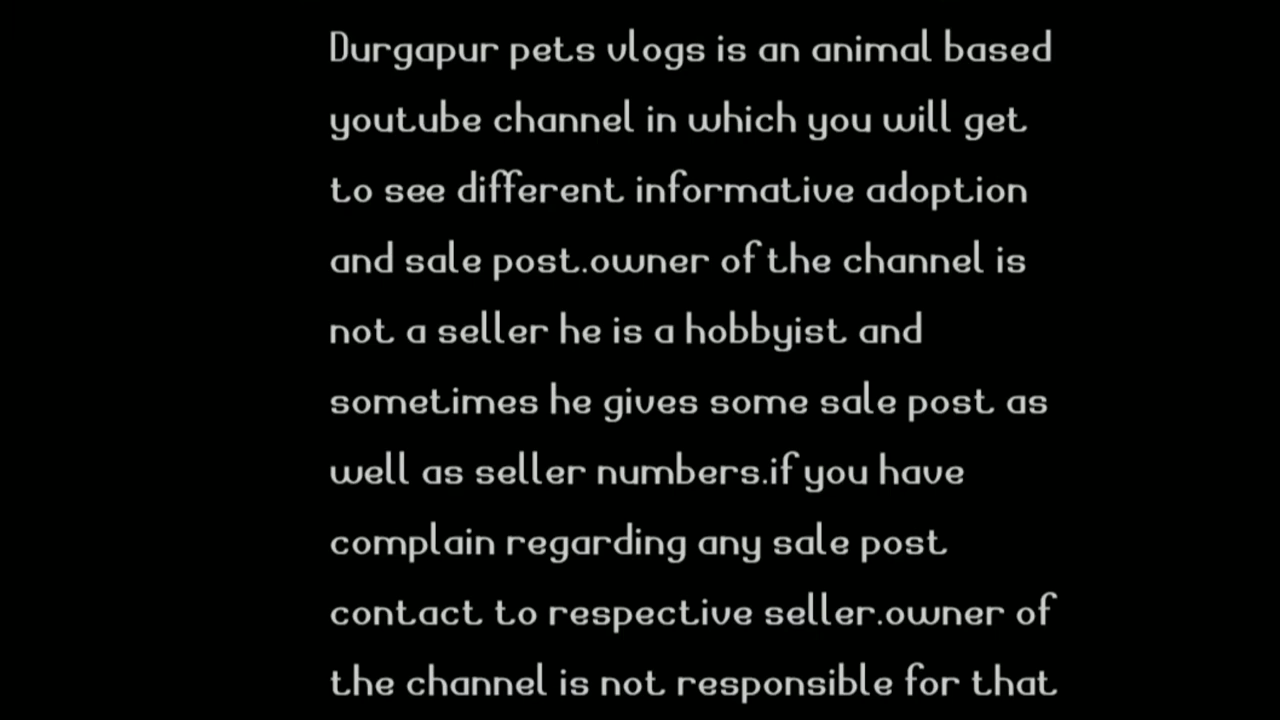 Durgapur pets vlogs is an animal based
youtube channel in which you will get
to see different informative adoption
and sale post.owner of the channel is
not a seller he is a hobbyist and
sometimes he gives some sale post as
well as seller numbers.if you have
complain regarding any sale post
contact to respective seller.owner of
the channel is not responsible for that